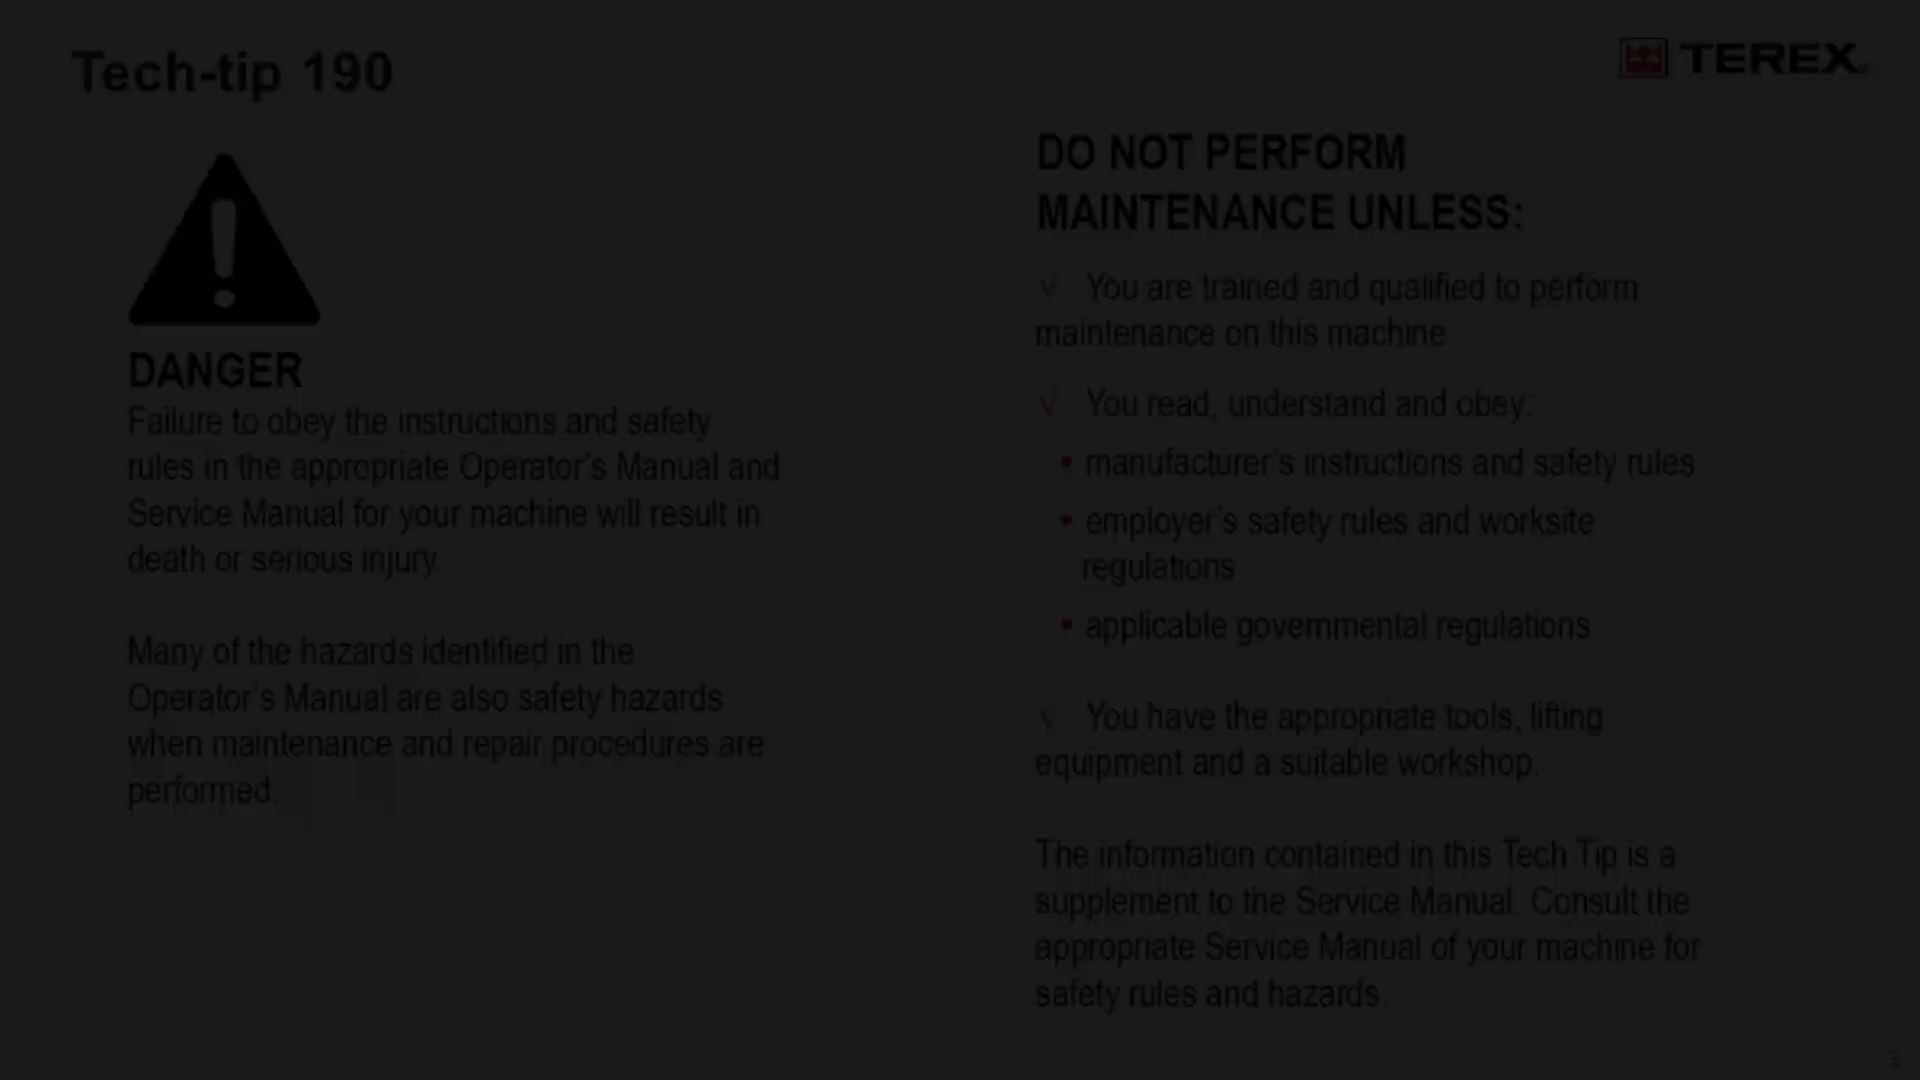 Tech-tip 190
TEREX
DANGER
Failure to obey the instructions and safety
rules in the appropriate Operator's Manual and
Service Manual for your machine will result in
death or serious injury.
Many of the hazards identified in the
Operator's Manual are also safety hazards
when maintenance and repair procedures are
performed.
DO NOT PERFORM
MAINTENANCE UNLESS:
√ You are trained and qualified to perform
maintenance on this machine
√ You read, understand and obey:
• manufacturer's instructions and safety rules
• employer's safety rules and worksite
regulations
• applicable governmental regulations
√ You have the appropriate tools, lifting
equipment and a suitable workshop.
The information contained in this Tech Tip is a
supplement to the Service Manual. Consult the
appropriate Service Manual of your machine for
safety rules and hazards.
3